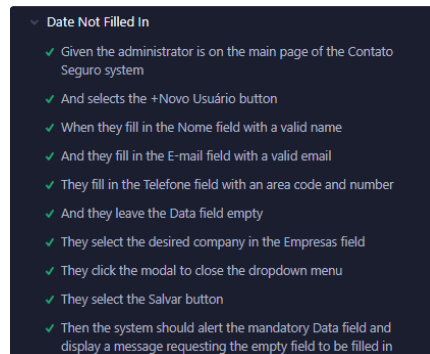 Date Not Filled In
Given the administrator is on the main page of the Contato
Seguro system
And selects the +Novo Usuário button
When they fill in the Nome field with a valid name
And they fill in the E-mail field with a valid email
They fill in the Telefone field with an area code and number
And they leave the Data field empty
They select the desired company in the Empresas field
They click the modal to close the dropdown menu
They select the Salvar button
Then the system should alert the mandatory Data field and
display a message requesting the empty field to be filled in